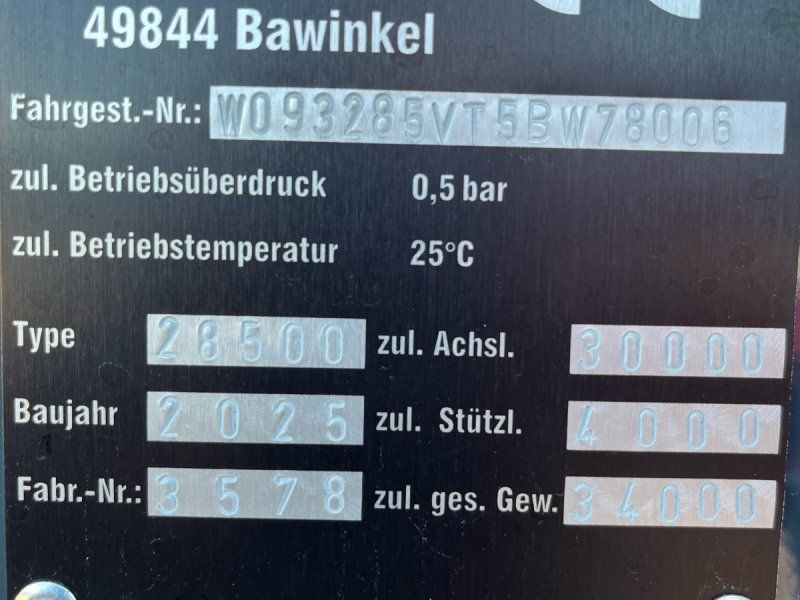 49844 Bawinkel
Fahrgest.-Nr.: W093285VT5BW78006
zul. Betriebsüberdruck 0,5 bar
zul. Betriebstemperatur 25°C
Type 28500 zul. Achsl. 30000
Baujahr 2025 zul. Stützl. 4000
Fabr.-Nr.: 3578 zul. ges. Gew. 34000